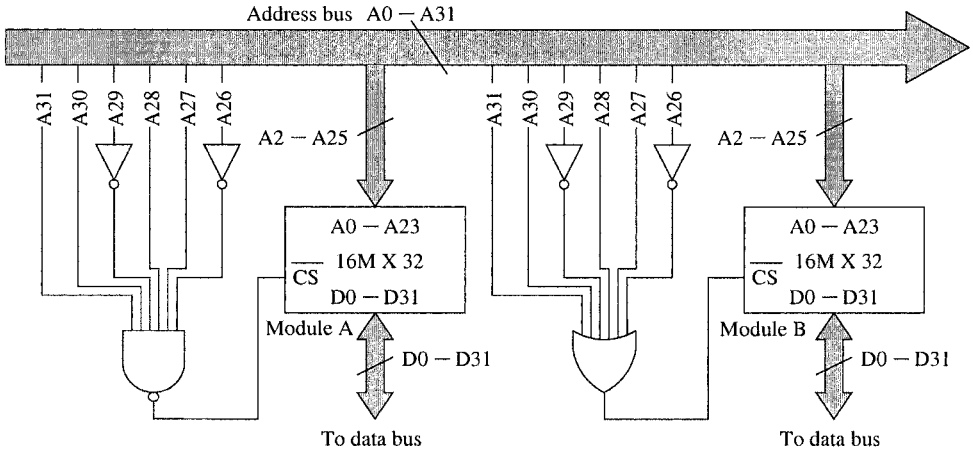 Address bus A0 – A31
A31
A30
A29
A28
A27
A26
A2 – A25
A31
A30
A29
A28
A27
A26
A2 – A25
A0 – A23
16M X 32
CS
D0 – D31
Module A
D0 – D31
To data bus
A0 – A23
16M X 32
CS
D0 – D31
Module B
D0 – D31
To data bus